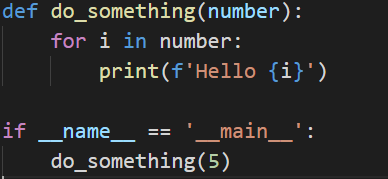 def do_something(number):
    for i in number:
        print(f'Hello {i}')

if __name__ == '__main__':
    do_something(5)